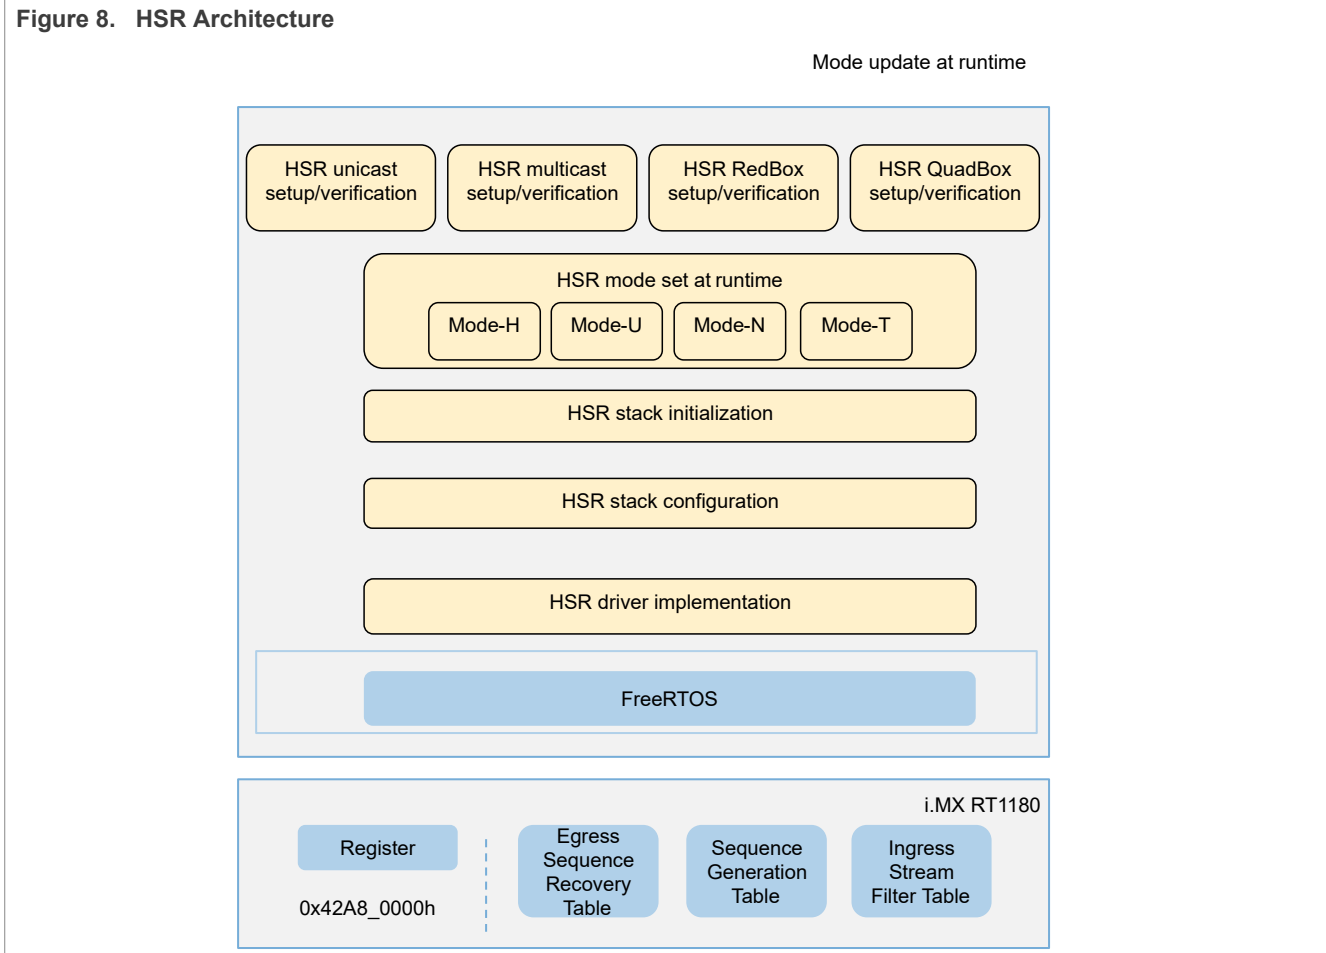 Figure 8. HSR Architecture
Mode update at runtime
HSR unicast
setup/verification
HSR multicast
setup/verification
HSR RedBox
setup/verification
HSR QuadBox
setup/verification
HSR mode set at runtime
Mode-H
Mode-U
Mode-N
Mode-T
HSR stack initialization
HSR stack configuration
HSR driver implementation
FreeRTOS
i.MX RT1180
Register
0x42A8_0000h
Egress
Sequence
Recovery
Table
Sequence
Generation
Table
Ingress
Stream
Filter Table